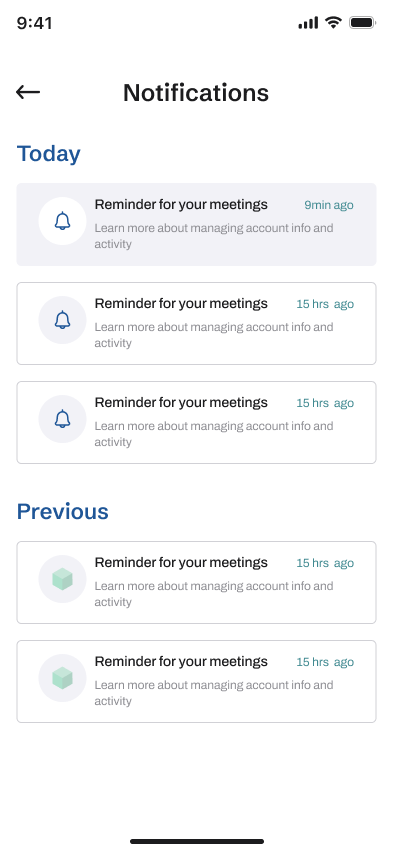 9:41
Notifications
Today
Reminder for your meetings 9min ago
Learn more about managing account info and
activity
Reminder for your meetings 15 hrs ago
Learn more about managing account info and
activity
Reminder for your meetings 15 hrs ago
Learn more about managing account info and
activity
Previous
Reminder for your meetings 15 hrs ago
Learn more about managing account info and
activity
Reminder for your meetings 15 hrs ago
Learn more about managing account info and
activity